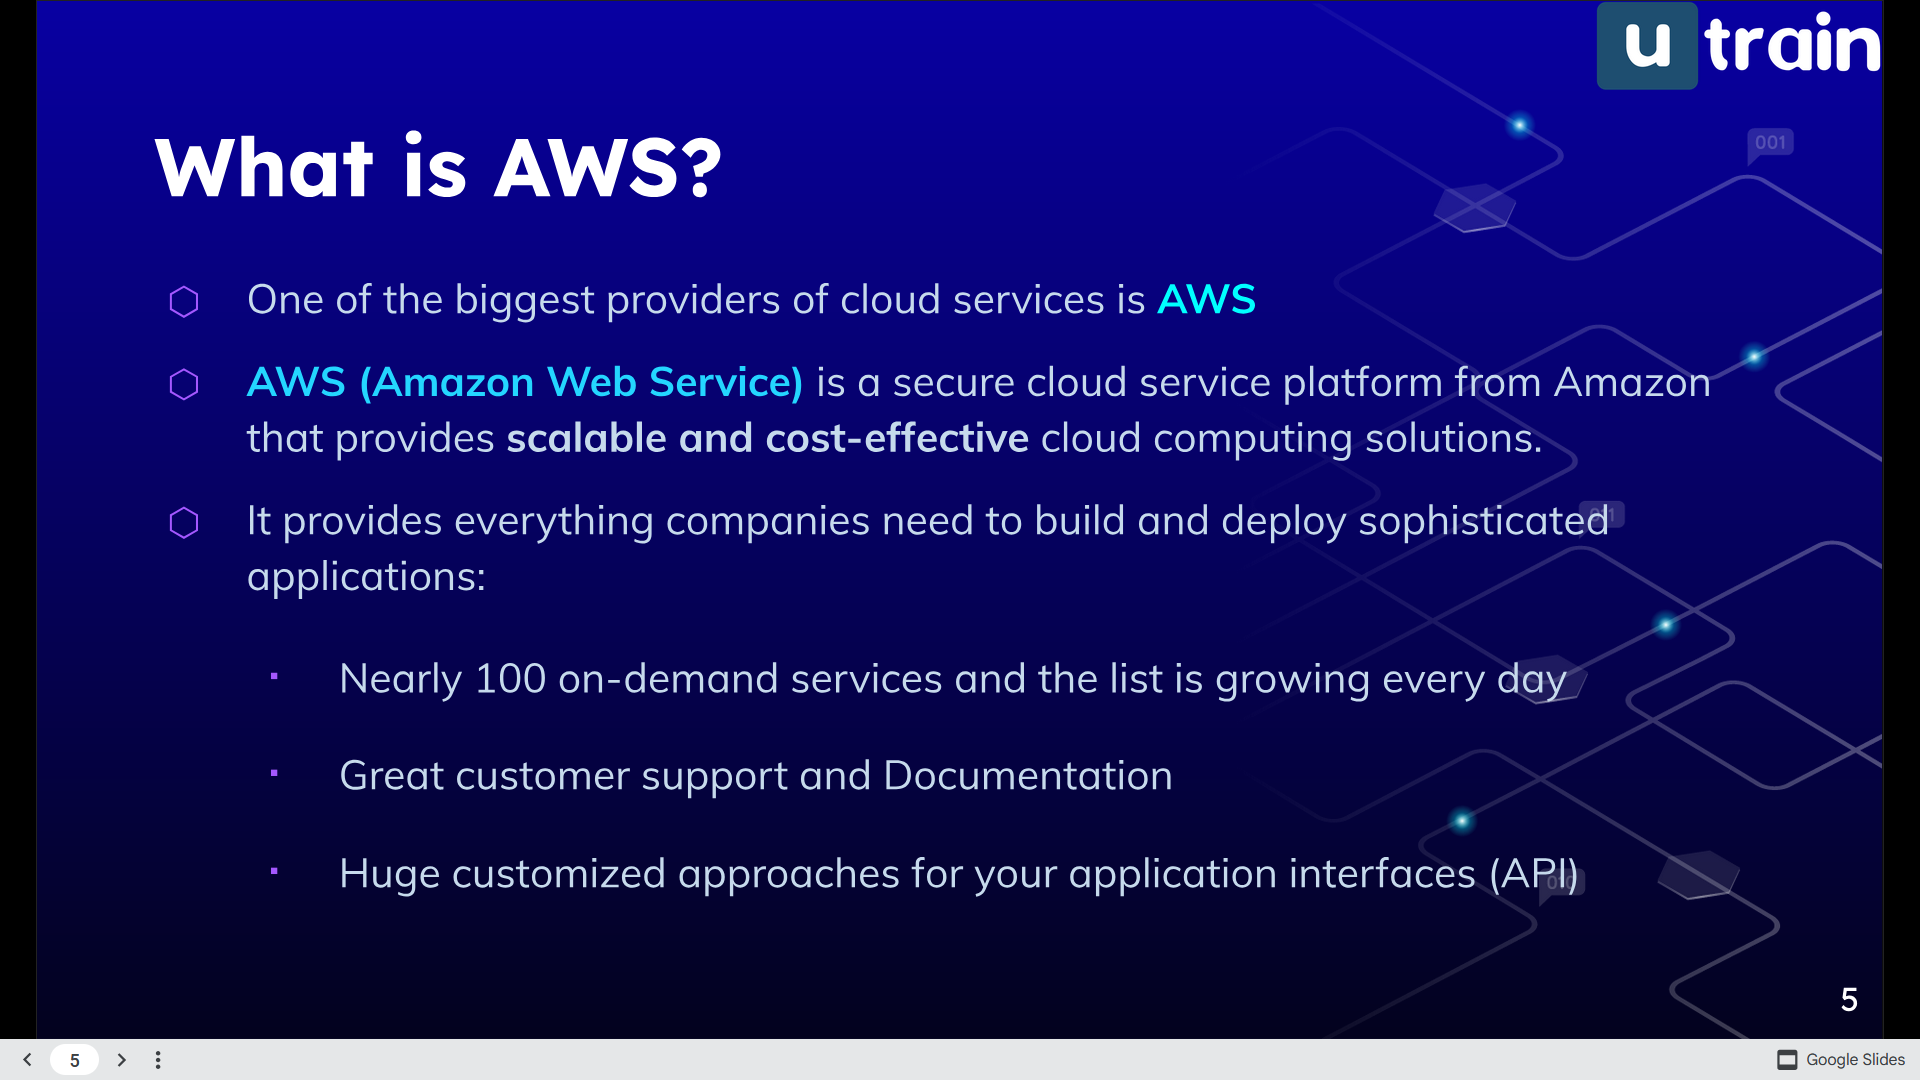 u train
001
What is AWS?
One of the biggest providers of cloud services is AWS
AWS (Amazon Web Service) is a secure cloud service platform from Amazon
that provides scalable and cost-effective cloud computing solutions.
It provides everything companies need to build and deploy sophisticated
applications:
Nearly 100 on-demand services and the list is growing every day
Great customer support and Documentation
Huge customized approaches for your application interfaces (API)
5
5
Google Slides